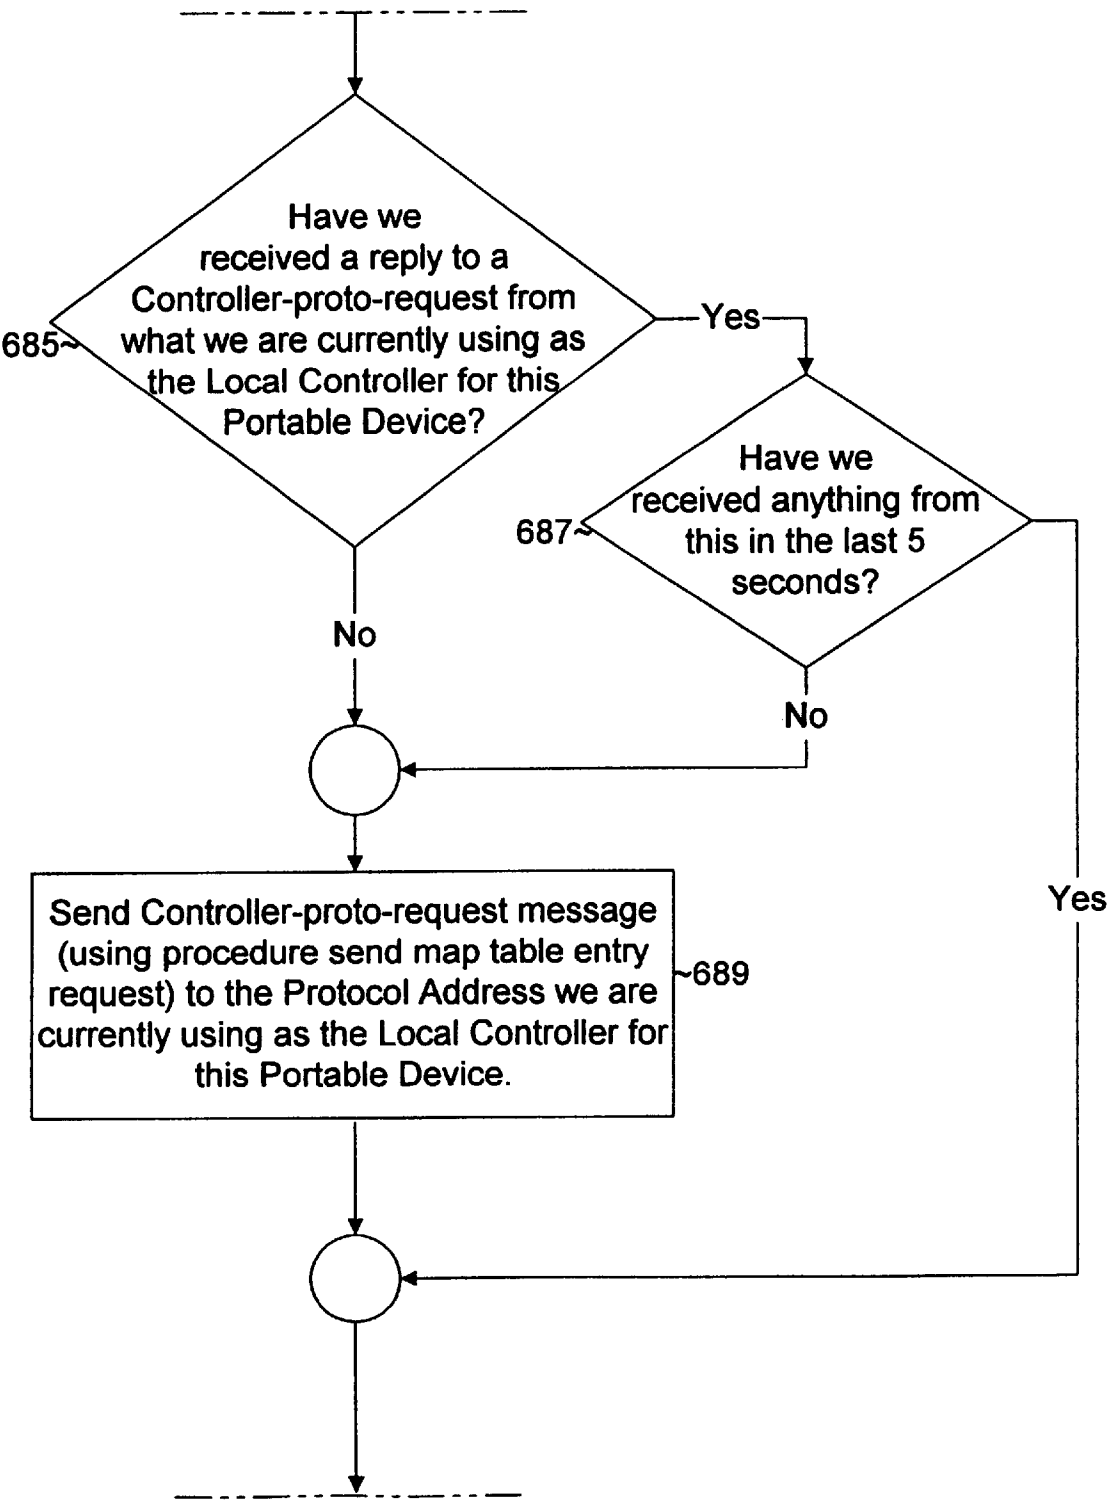 Have we
received a reply to a
Controller-proto-request from
what we are currently using as
the Local Controller for this
Portable Device?
685~
Yes
Have we
received anything from
this in the last 5
seconds?
687~
No
No
Yes
Send Controller-proto-request message
(using procedure send map table entry
request) to the Protocol Address we are
currently using as the Local Controller for
this Portable Device.
~689